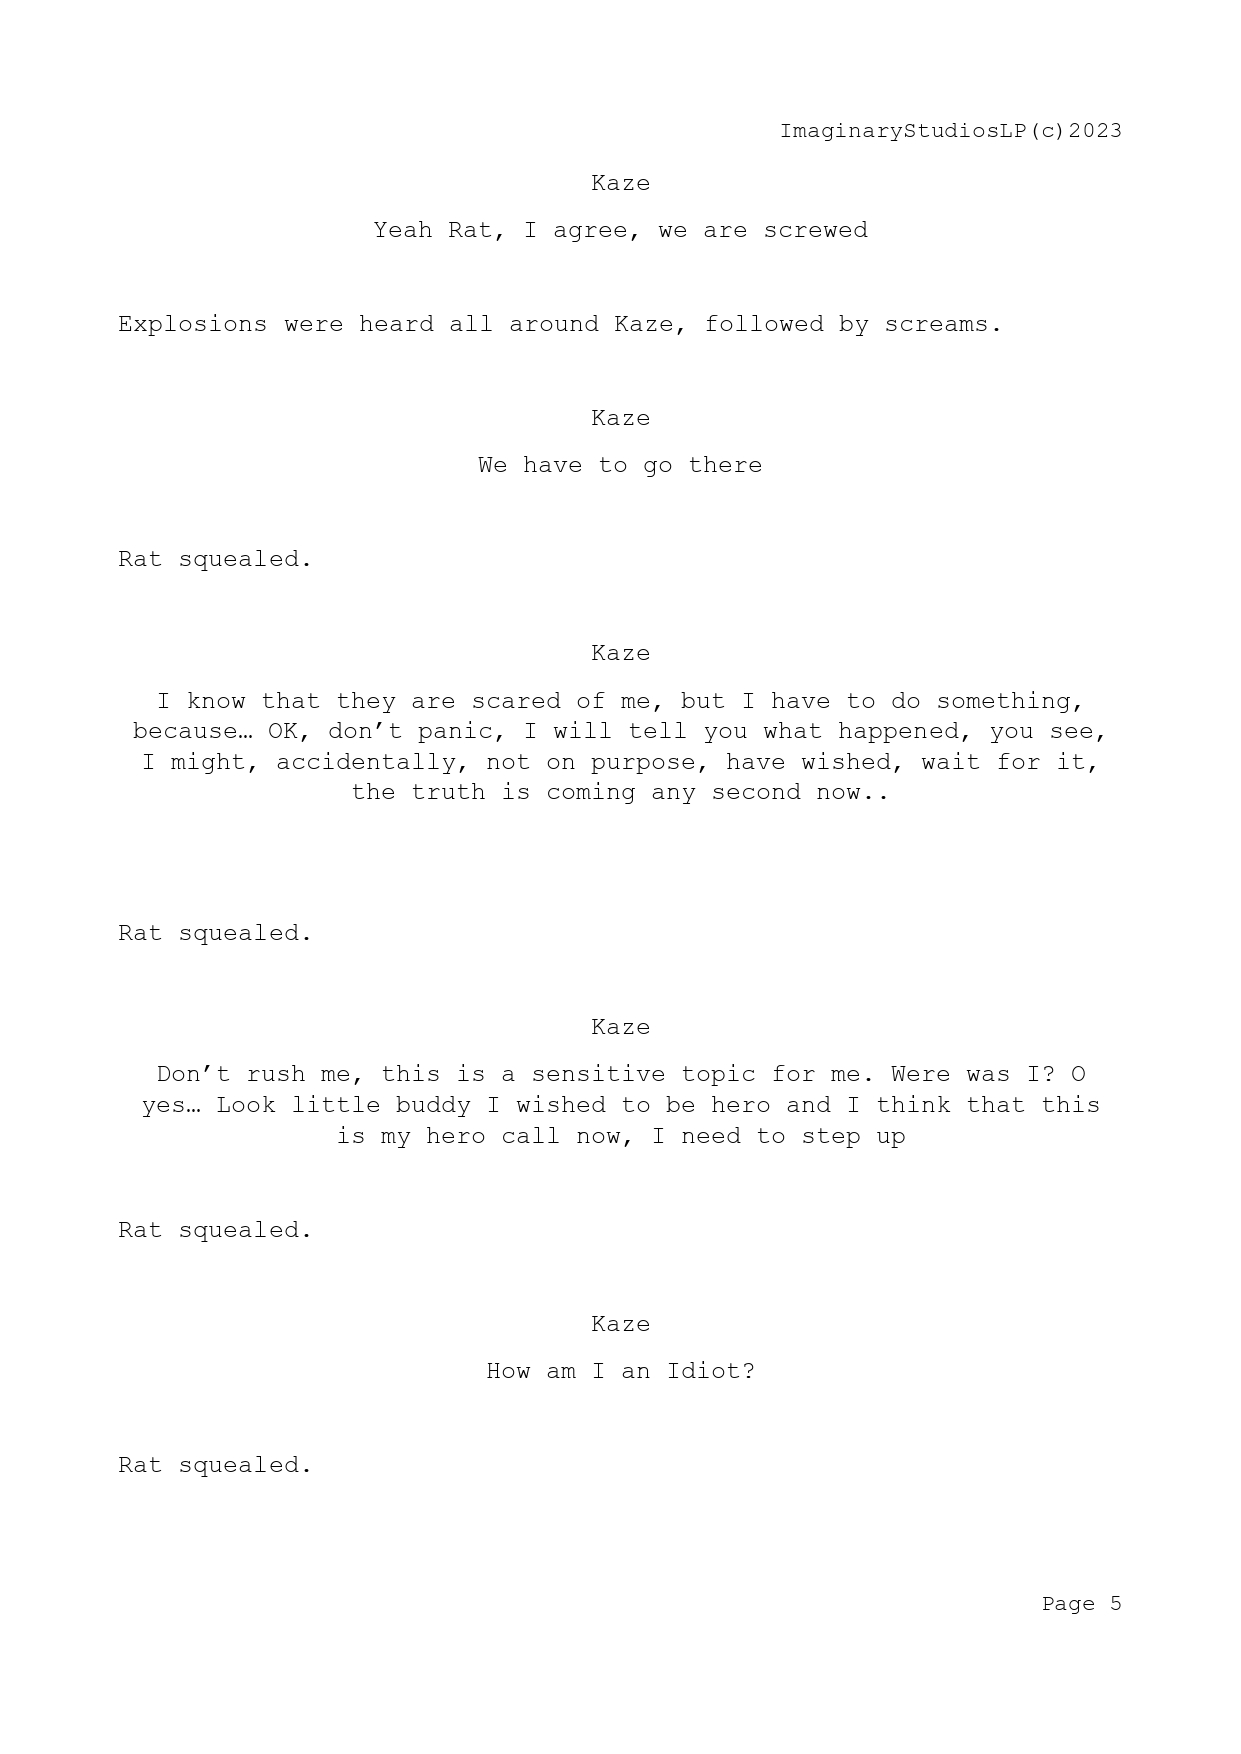 ImaginaryStudiosLP(c)2023
Kaze
Yeah Rat, I agree, we are screwed
Explosions were heard all around Kaze, followed by screams.
Kaze
We have to go there
Rat squealed.
Kaze
I know that they are scared of me, but I have to do something,
because… OK, don’t panic, I will tell you what happened, you see,
I might, accidentally, not on purpose, have wished, wait for it,
the truth is coming any second now..
Rat squealed.
Kaze
Don’t rush me, this is a sensitive topic for me. Were was I? O
yes… Look little buddy I wished to be hero and I think that this
is my hero call now, I need to step up
Rat squealed.
Kaze
How am I an Idiot?
Rat squealed.
Page 5